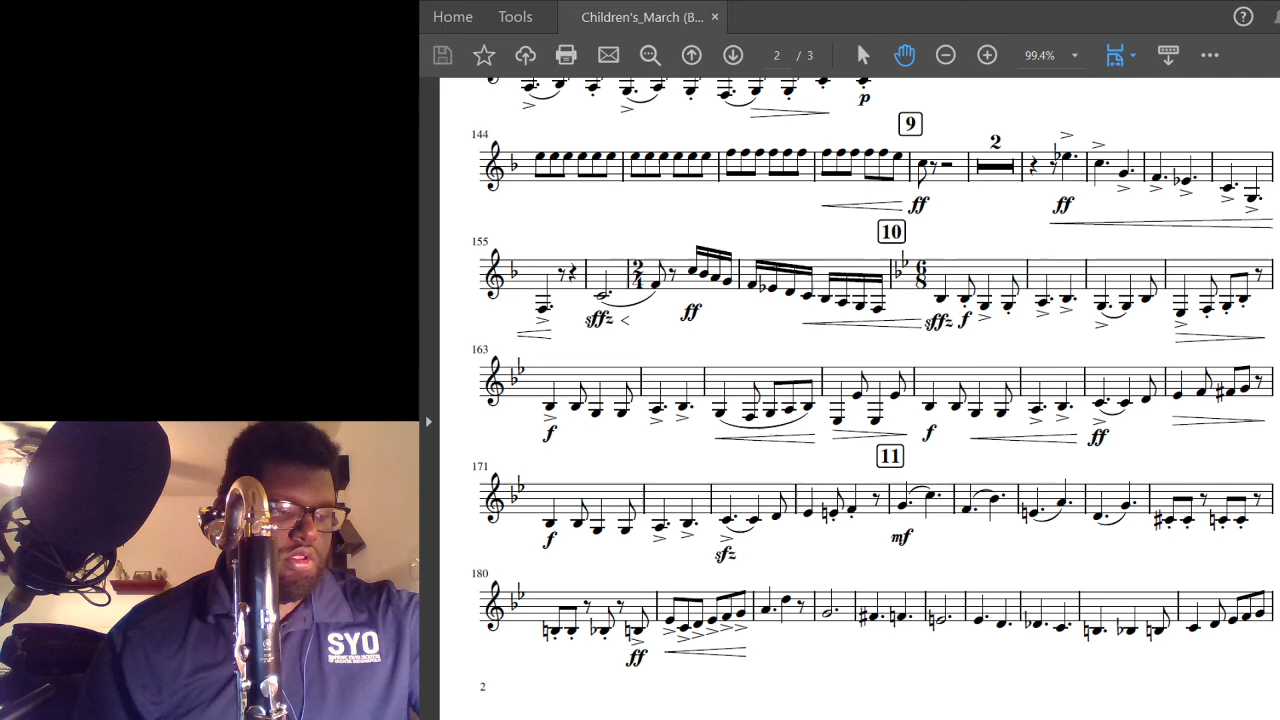 Home Tools Children's_March (B... ×
2 / 3 99.4%
p
144 9 2
ff ff
155 10 2 4 6 8
sffz ff sffz f
163
f f ff
171 11
f sfz mf
180
ff
SYO
2